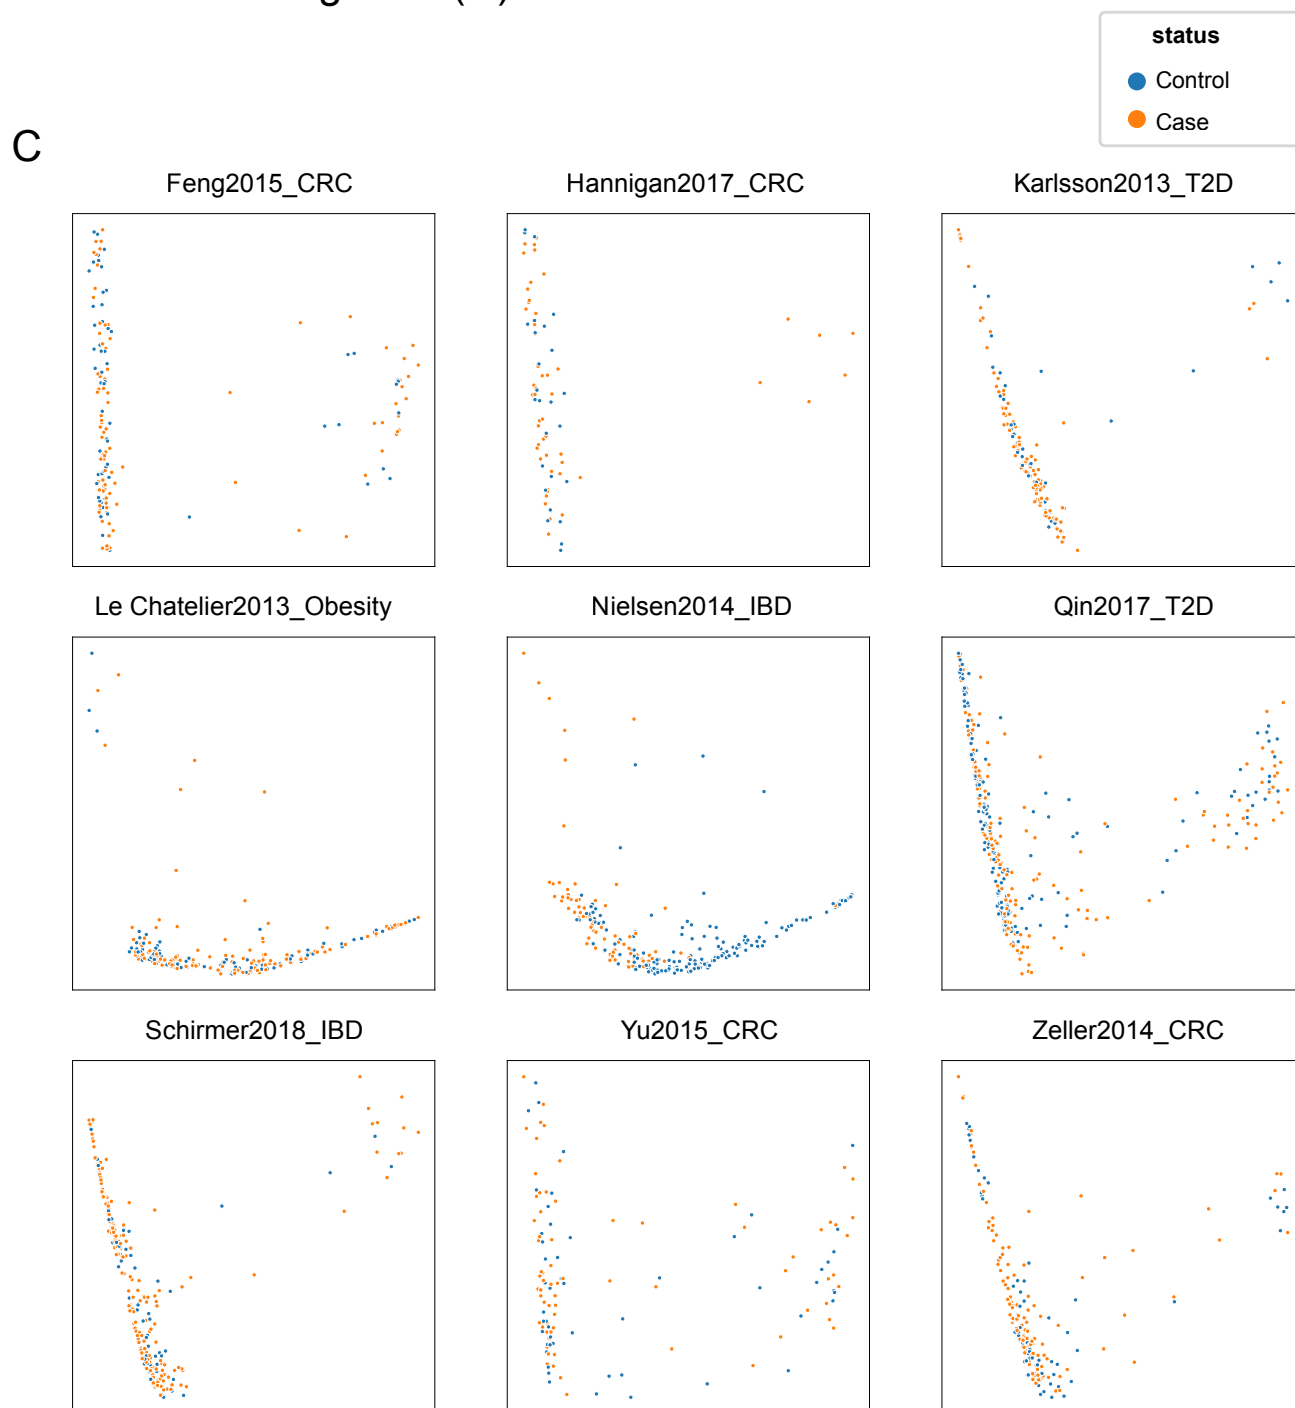 status
Control
Case
C
Feng2015_CRC
Hannigan2017_CRC
Karlsson2013_T2D
Le Chatelier2013_Obesity
Nielsen2014_IBD
Qin2017_T2D
Schirmer2018_IBD
Yu2015_CRC
Zeller2014_CRC